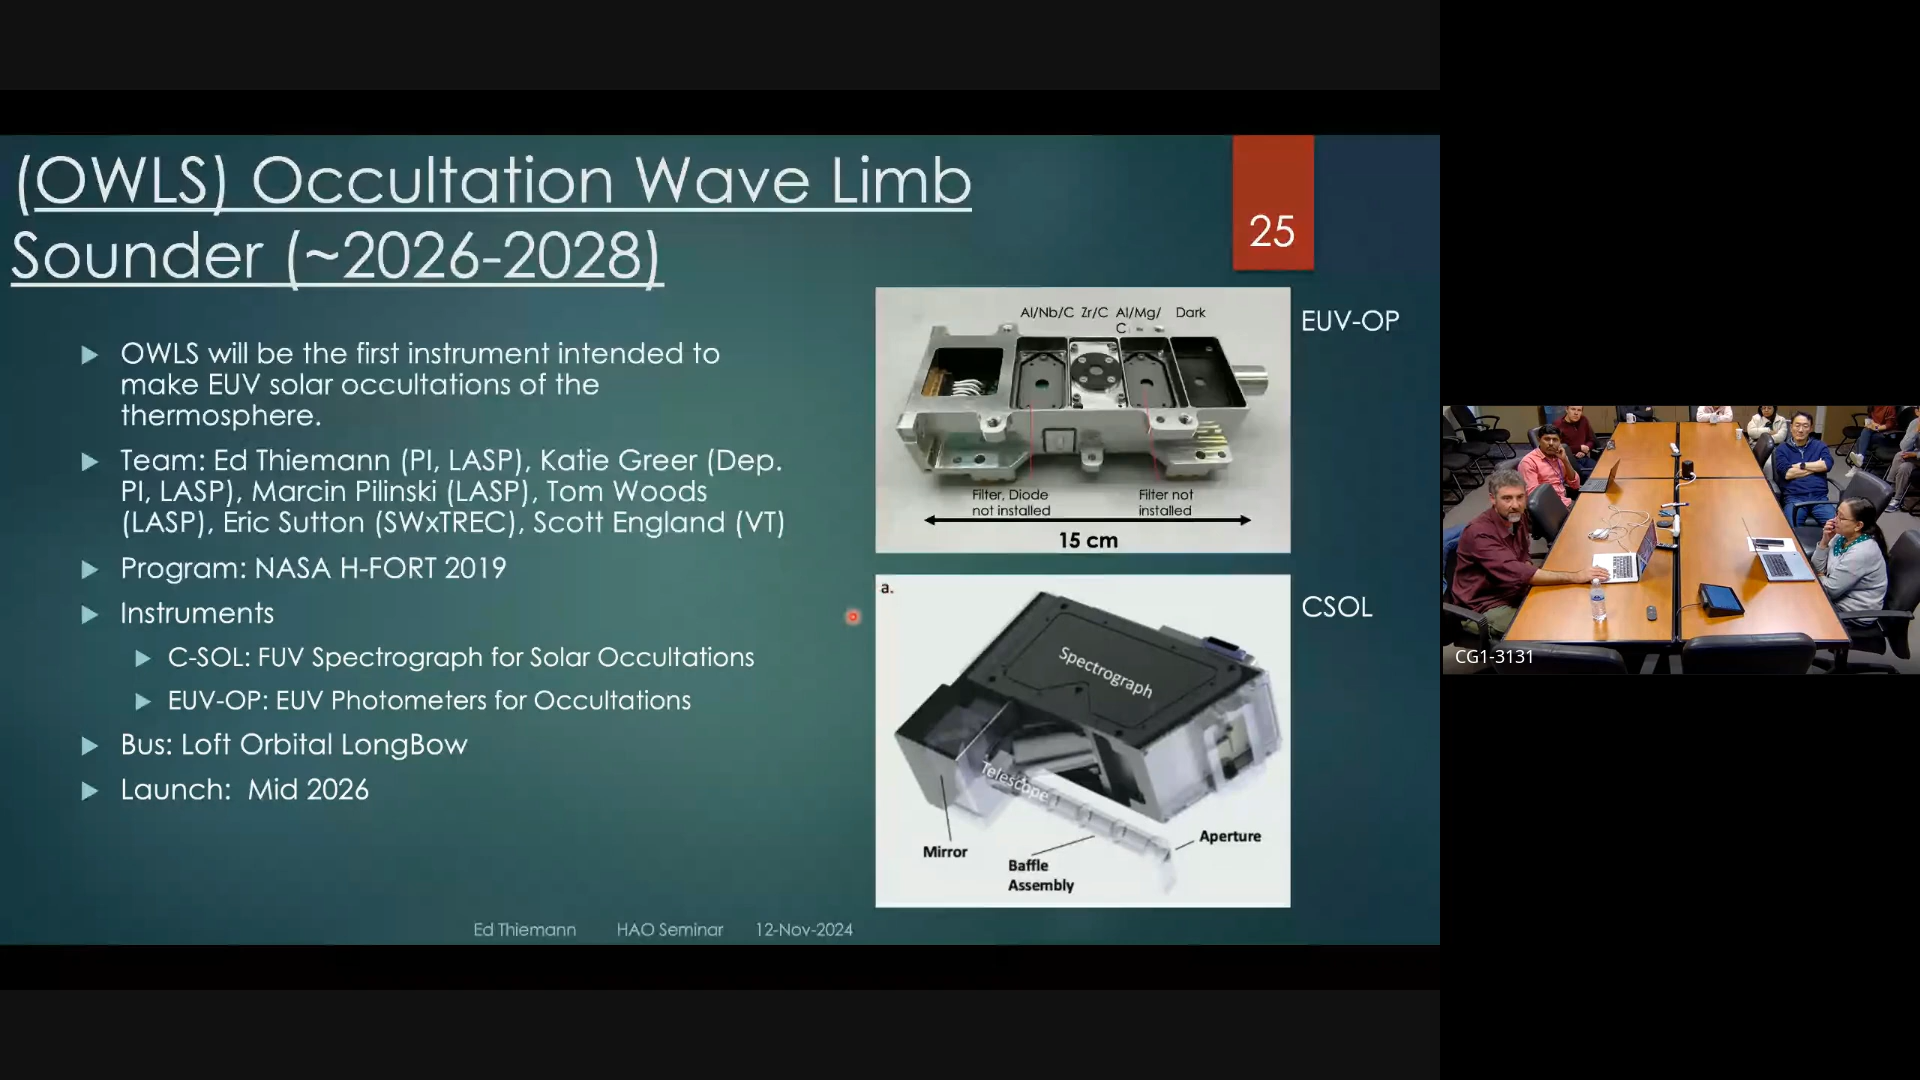 (OWLS) Occultation Wave Limb
Sounder (~2026-2028)
25
OWLS will be the first instrument intended to
make EUV solar occultations of the
thermosphere.
Team: Ed Thiemann (PI, LASP), Katie Greer (Dep.
PI, LASP), Marcin Pilinski (LASP), Tom Woods
(LASP), Eric Sutton (SWxTREC), Scott England (VT)
Program: NASA H-FORT 2019
Instruments
C-SOL: FUV Spectrograph for Solar Occultations
EUV-OP: EUV Photometers for Occultations
Bus: Loft Orbital LongBow
Launch: Mid 2026
Al/Nb/C Zr/C Al/Mg/ Dark
C
EUV-OP
Filter, Diode
not installed
Filter not
installed
15 cm
a.
CSOL
Spectrograph
Telescope
Mirror
Baffle
Assembly
Aperture
Ed Thiemann HAO Seminar 12-Nov-2024
CG1-3131